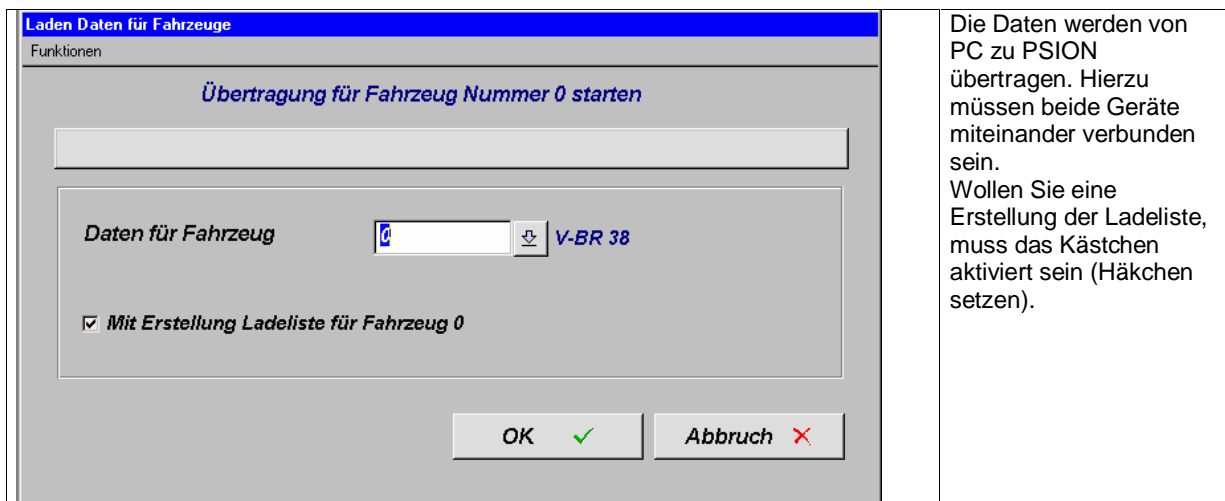 Laden Daten für Fahrzeuge
Funktionen
Übertragung für Fahrzeug Nummer 0 starten
Daten für Fahrzeug
0
V-BR 38
Mit Erstellung Ladeliste für Fahrzeug 0
OK
Abbruch
Die Daten werden von
PC zu PSION
übertragen. Hierzu
müssen beide Geräte
miteinander verbunden
sein.
Wollen Sie eine
Erstellung der Ladeliste,
muss das Kästchen
aktiviert sein (Häkchen
setzen).